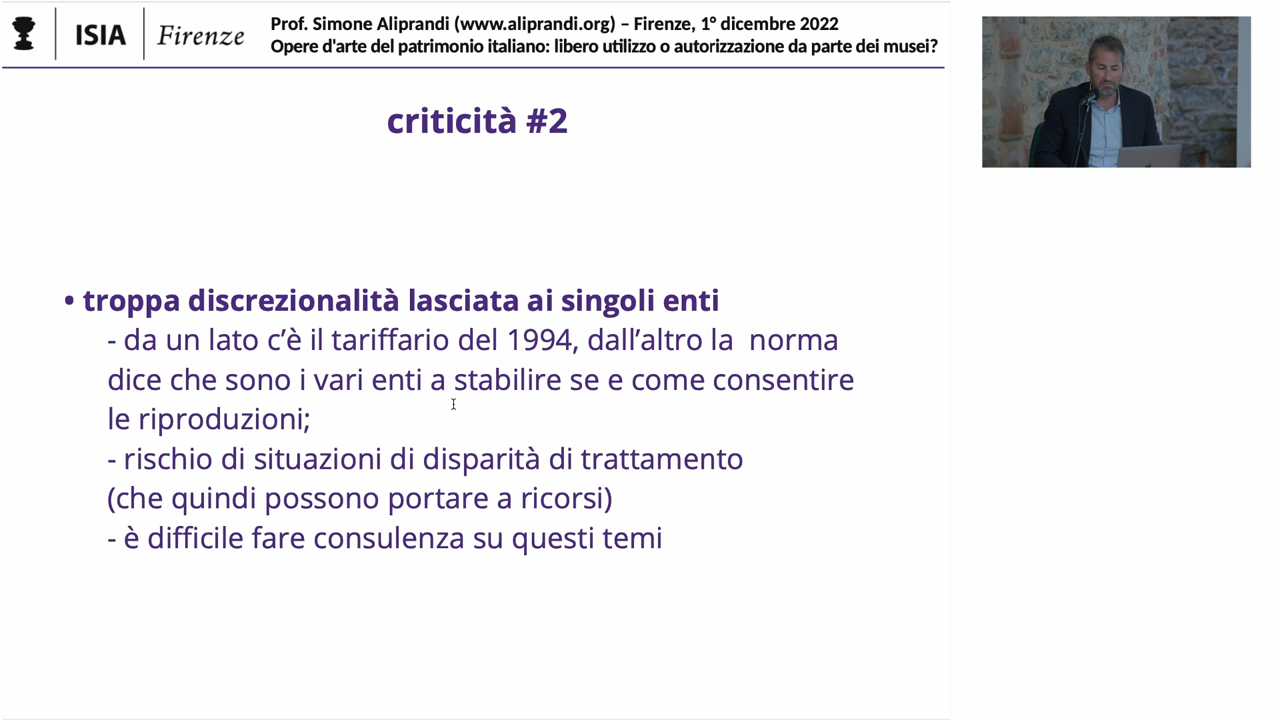 ISIA Firenze
Prof. Simone Aliprandi (www.aliprandi.org) – Firenze, 1° dicembre 2022
Opere d'arte del patrimonio italiano: libero utilizzo o autorizzazione da parte dei musei?
criticità #2
• troppa discrezionalità lasciata ai singoli enti
- da un lato c’è il tariffario del 1994, dall’altro la  norma
dice che sono i vari enti a stabilire se e come consentire
le riproduzioni;
- rischio di situazioni di disparità di trattamento
(che quindi possono portare a ricorsi)
- è difficile fare consulenza su questi temi